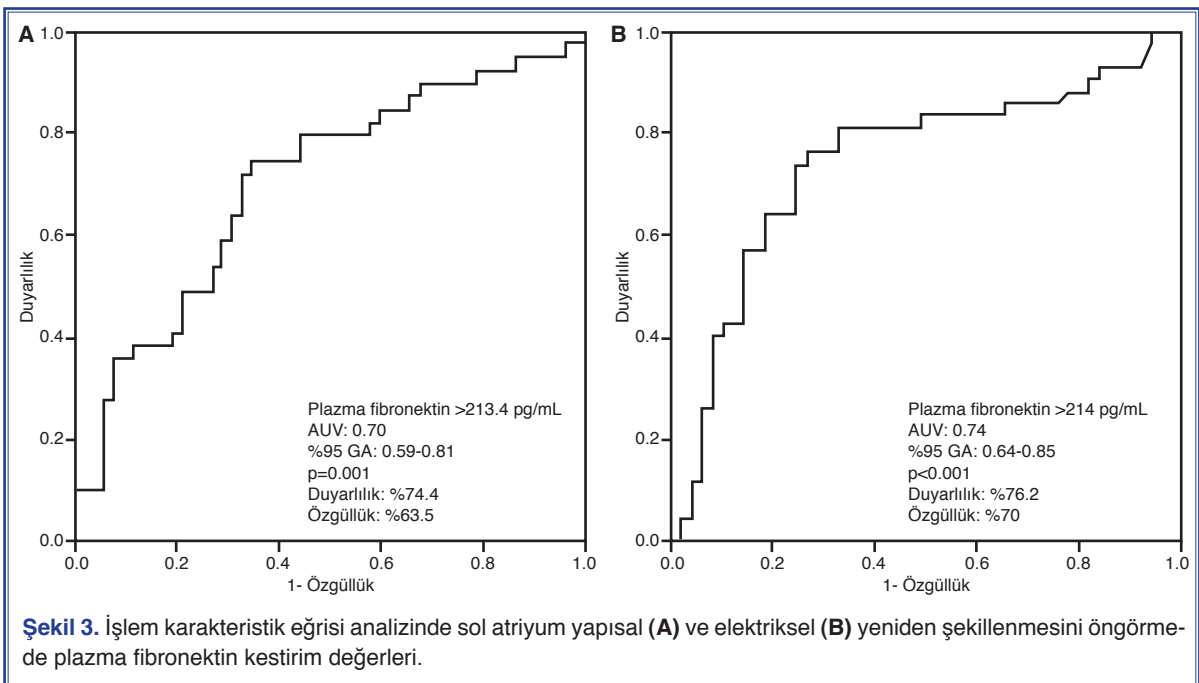 A
1.0
0.8
0.6
0.4
0.2
0.0
Duyarlılık
Plazma fibronektin >213.4 pg/mL
AUV: 0.70
%95 GA: 0.59-0.81
p=0.001
Duyarlılık: %74.4
Özgüllük: %63.5
0.0 0.2 0.4 0.6 0.8 1.0
1- Özgüllük
B
1.0
0.8
0.6
0.4
0.2
0.0
Duyarlılık
Plazma fibronektin >214 pg/mL
AUV: 0.74
%95 GA: 0.64-0.85
p<0.001
Duyarlılık: %76.2
Özgüllük: %70
0.0 0.2 0.4 0.6 0.8 1.0
1- Özgüllük
Şekil 3. İşlem karakteristik eğrisi analizinde sol atriyum yapısal (A) ve elektriksel (B) yeniden şekillenmesini öngörme-
de plazma fibronektin kestirim değerleri.